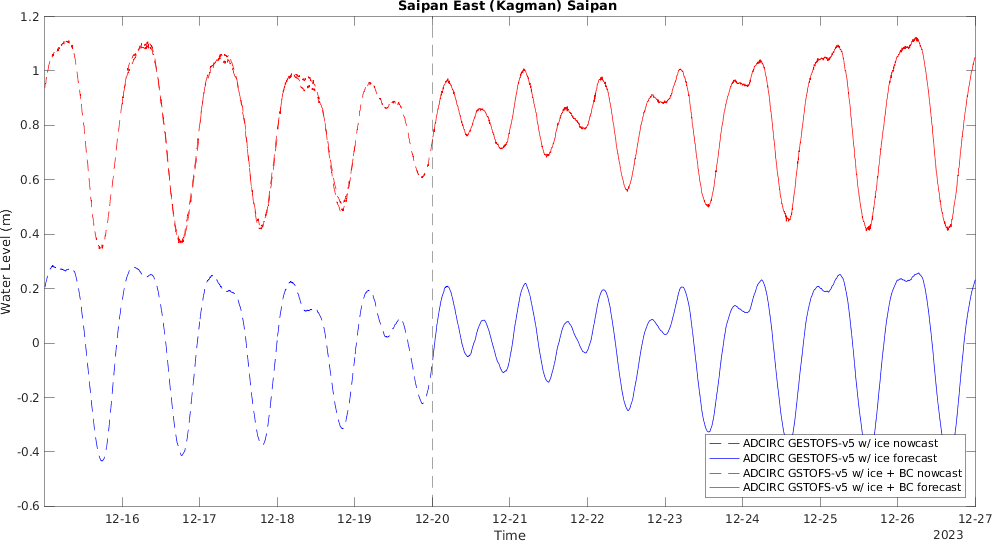 Saipan East (Kagman) Saipan
Water Level (m)
1.2
1
0.8
0.6
0.4
0.2
0
-0.2
-0.4
-0.6
ADCIRC GESTOFS-v5 w/ ice nowcast
ADCIRC GESTOFS-v5 w/ ice forecast
ADCIRC GSTOFS-v5 w/ ice + BC nowcast
ADCIRC GSTOFS-v5 w/ ice + BC forecast
12-16 12-17 12-18 12-19 12-20 12-21 12-22 12-23 12-24 12-25 12-26 12-27
Time
2023